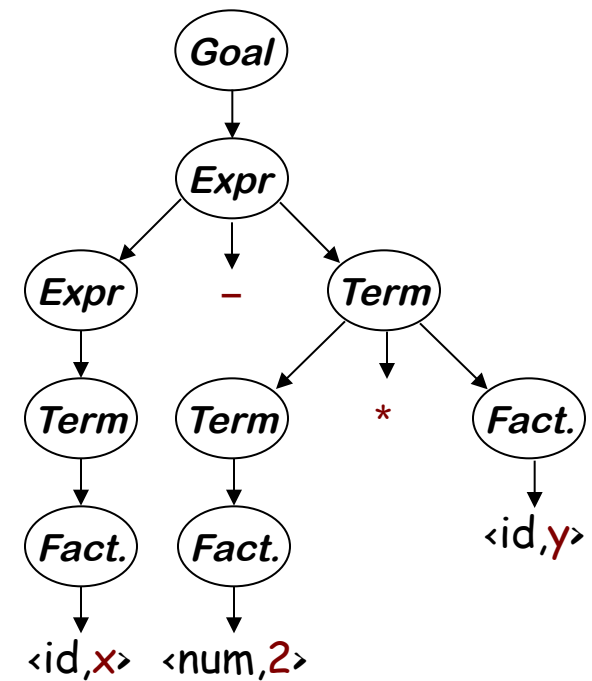 Goal
Expr
Expr – Term
Term Term * Fact.
Fact. Fact. <id,y>
<id,x> <num,2>